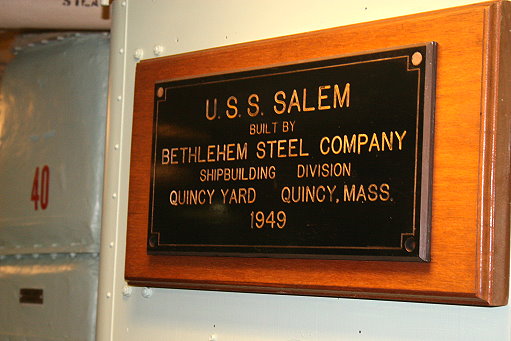 U.S.S. SALEM
BUILT BY
BETHLEHEM STEEL COMPANY
SHIPBUILDING DIVISION
QUINCY YARD QUINCY, MASS.
1949
40